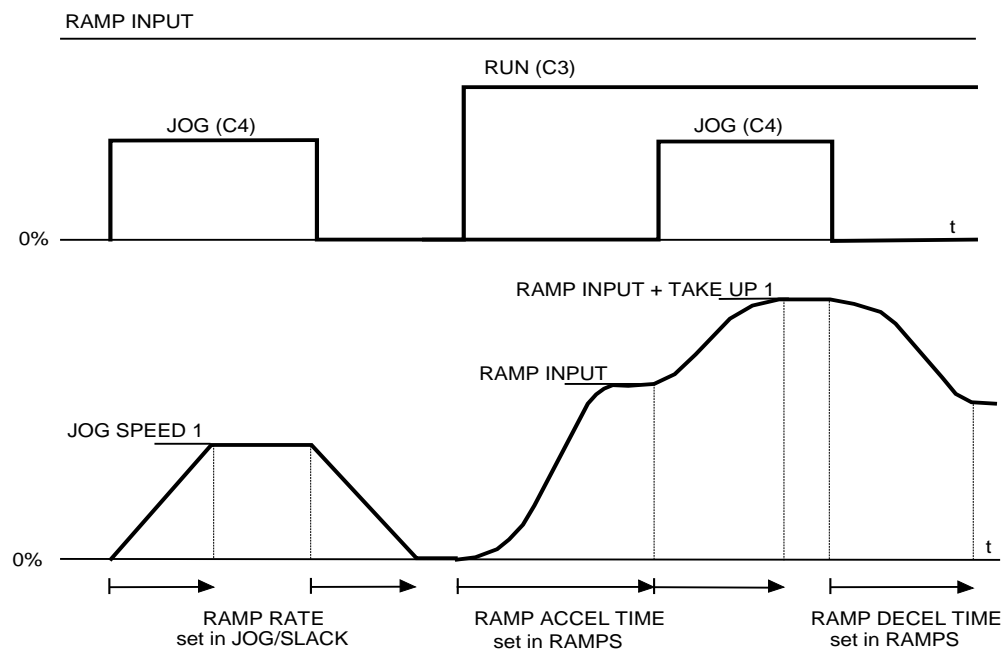 RAMP INPUT
RUN (C3)
JOG (C4)
JOG (C4)
t
0%
RAMP INPUT + TAKE UP 1
RAMP INPUT
JOG SPEED 1
0%
t
RAMP RATE
set in JOG/SLACK
RAMP ACCEL TIME
set in RAMPS
RAMP DECEL TIME
set in RAMPS